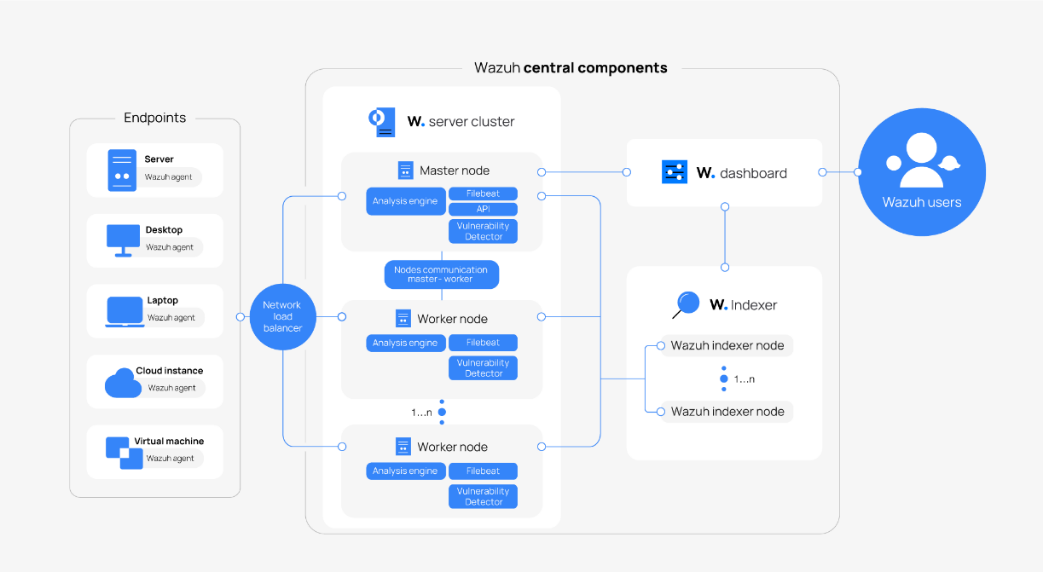 Wazuh central components
Endpoints
Server
Wazuh agent
Desktop
Wazuh agent
Laptop
Wazuh agent
Cloud instance
Wazuh agent
Virtual machine
Wazuh agent
Network
load
balancer
W. server cluster
Master node
Analysis engine
Filebeat
API
Vulnerability
Detector
Nodes communication
master - worker
Worker node
Analysis engine
Filebeat
Vulnerability
Detector
1...n
Worker node
Analysis engine
Filebeat
Vulnerability
Detector
W. dashboard
W. Indexer
Wazuh indexer node
1...n
Wazuh indexer node
Wazuh users